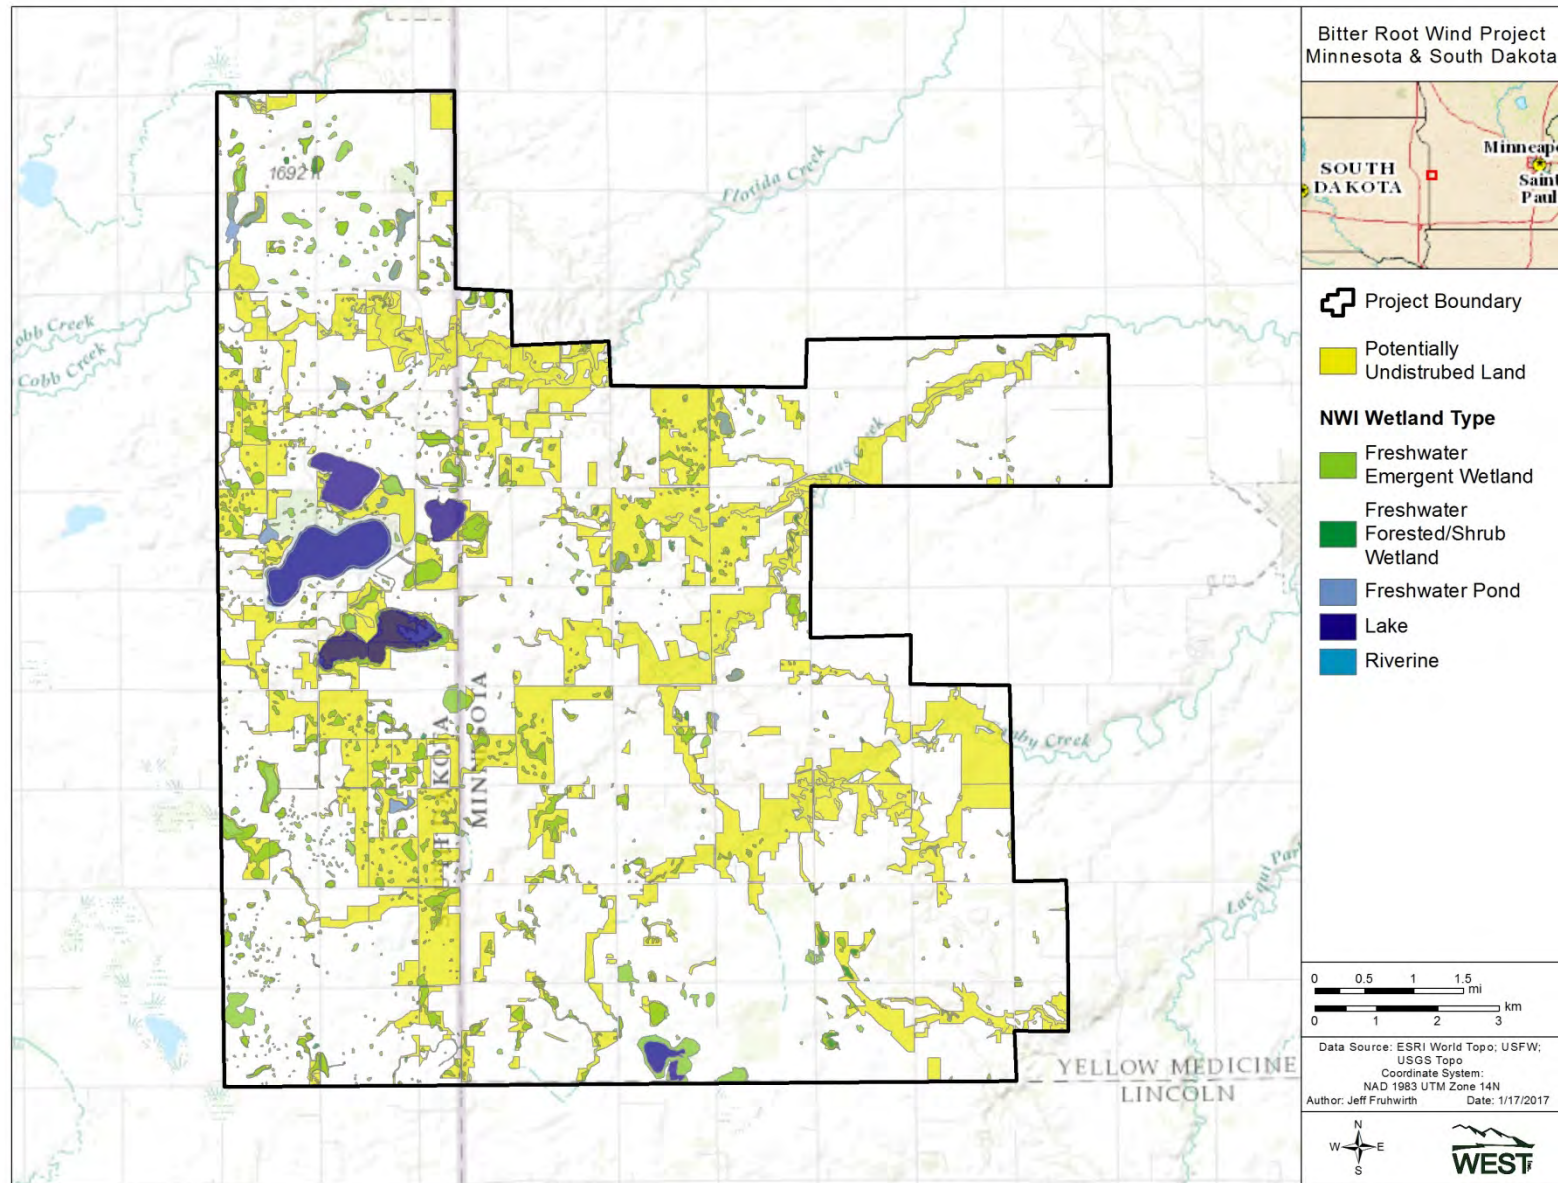 Bitter Root Wind Project
Minnesota & South Dakota
SOUTH
DAKOTA
Saint
Paul
Project Boundary
Potentially
Undistrubed Land
NWI Wetland Type
Freshwater
Emergent Wetland
Freshwater
Forested/Shrub
Wetland
Freshwater Pond
Lake
Riverine
0 0.5 1 1.5
mi
km
0 1 2 3
Data Source: ESRI World Topo; USFW;
USGS Topo
Coordinate System:
NAD 1983 UTM Zone 14N
Author: Jeff Fruhwirth Date: 1/17/2017
N
W E
S
WEST
1692 ft
Florida Creek
Cobb Creek
Creek
Creek
Lac qui
MINNESOTA
YELLOW MEDICINE
LINCOLN